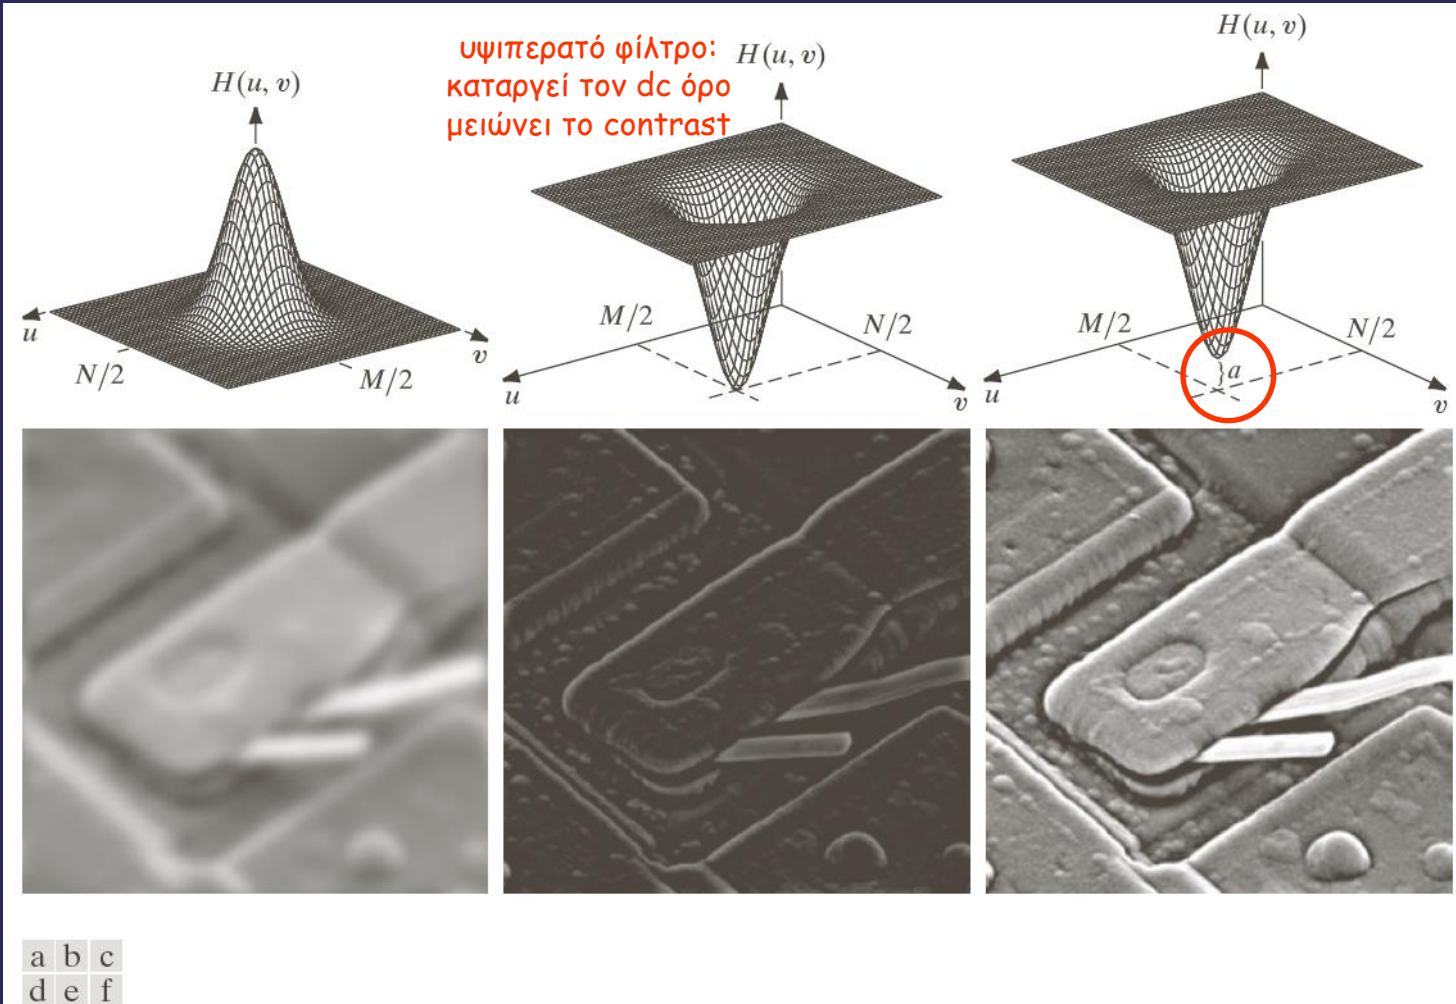 H(u, v)
υψιπερατό φίλτρο:
καταργεί τον dc όρο
μειώνει το contrast
H(u, v)
H(u, v)
u
N/2
M/2
v
M/2
N/2
u
v
M/2
N/2
a
u
v
a b c
d e f